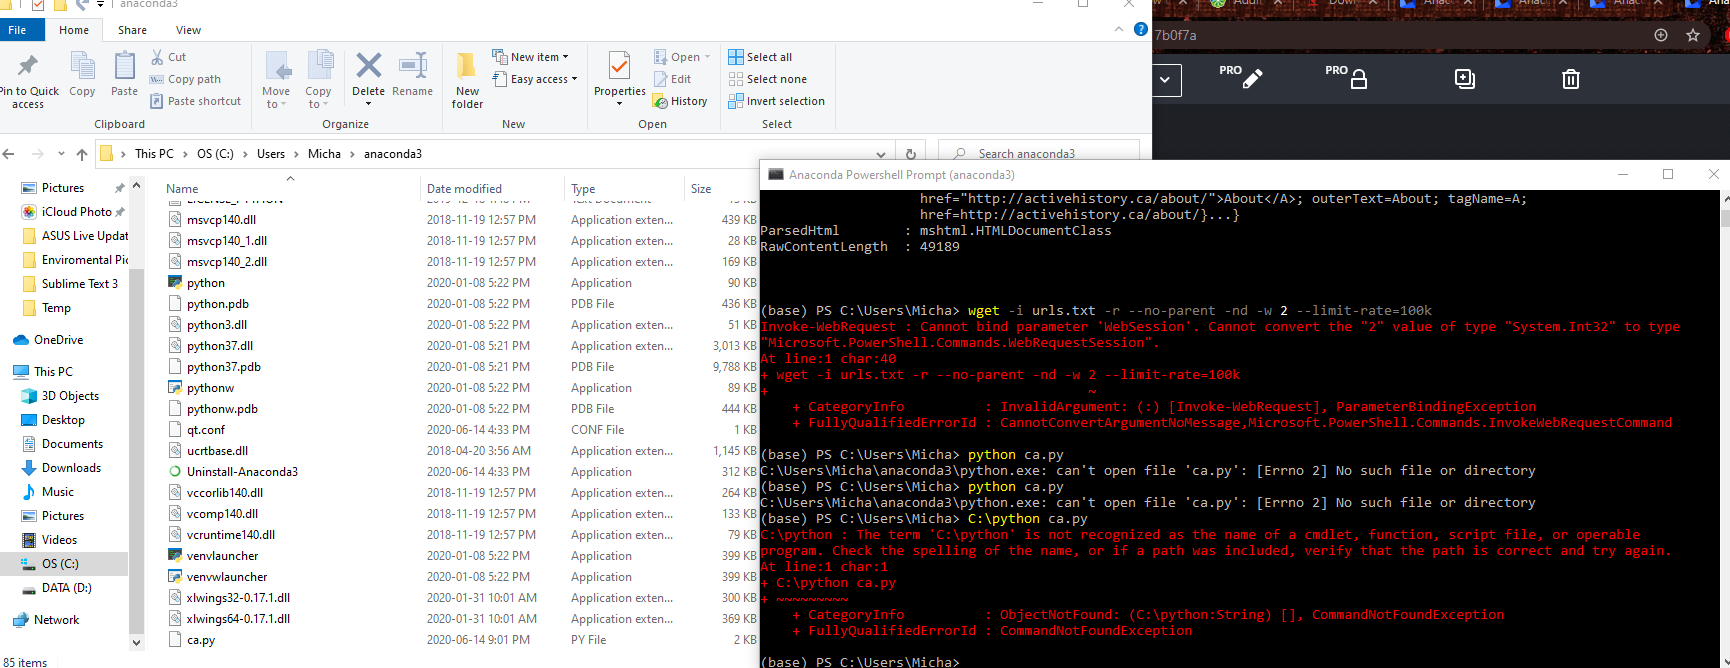 anaconda3
File Home Share View
Pin to Quick access
Copy
Paste
Cut
Copy path
Paste shortcut
Clipboard
Move to
Copy to
Delete
Rename
Organize
New folder
New item
Easy access
New
Properties
Open
Edit
History
Open
Select all
Select none
Invert selection
Select
This PC > OS (C:) > Users > Micha > anaconda3
Search anaconda3
Pictures
iCloud Photo
ASUS Live Updat
Enviromental Pic
Sublime Text 3
Temp
OneDrive
This PC
3D Objects
Desktop
Documents
Downloads
Music
Pictures
Videos
OS (C:)
DATA (D:)
Network
85 items
Name Date modified Type Size
msvcp140.dll 2018-11-19 12:57 PM Application exten... 439 KB
msvcp140_1.dll 2018-11-19 12:57 PM Application exten... 28 KB
msvcp140_2.dll 2018-11-19 12:57 PM Application exten... 169 KB
python 2020-01-08 5:22 PM Application 90 KB
python.pdb 2020-01-08 5:22 PM PDB File 436 KB
python3.dll 2020-01-08 5:22 PM Application exten... 51 KB
python37.dll 2020-01-08 5:21 PM Application exten... 3,013 KB
python37.pdb 2020-01-08 5:21 PM PDB File 9,788 KB
pythonw 2020-01-08 5:22 PM Application 89 KB
pythonw.pdb 2020-01-08 5:22 PM PDB File 444 KB
qt.conf 2020-06-14 4:33 PM CONF File 1 KB
ucrtbase.dll 2018-04-20 3:56 AM Application exten... 1,145 KB
Uninstall-Anaconda3 2020-06-14 4:33 PM Application 312 KB
vccorlib140.dll 2018-11-19 12:57 PM Application exten... 264 KB
vcomp140.dll 2018-11-19 12:57 PM Application exten... 133 KB
vcruntime140.dll 2018-11-19 12:57 PM Application exten... 79 KB
venvlauncher 2020-01-08 5:22 PM Application 399 KB
venvwlauncher 2020-01-08 5:22 PM Application 399 KB
xlwings32-0.17.1.dll 2020-01-31 10:01 AM Application exten... 300 KB
xlwings64-0.17.1.dll 2020-01-31 10:01 AM Application exten... 369 KB
ca.py 2020-06-14 9:01 PM PY File 2 KB
7b0f7a
PRO PRO
Anaconda Powershell Prompt (anaconda3)
href="http://activehistory.ca/about/">About</A>; outerText=About; tagName=A;
href=http://activehistory.ca/about/}...}
ParsedHtml : mshtml.HTMLDocumentClass
RawContentLength : 49189
(base) PS C:\Users\Micha> wget -i urls.txt -r --no-parent -nd -w 2 --limit-rate=100k
Invoke-WebRequest : Cannot bind parameter 'WebSession'. Cannot convert the "2" value of type "System.Int32" to type
"Microsoft.PowerShell.Commands.WebRequestSession".
At line:1 char:40
+ wget -i urls.txt -r --no-parent -nd -w 2 --limit-rate=100k
+ ~
+ CategoryInfo : InvalidArgument: (:) [Invoke-WebRequest], ParameterBindingException
+ FullyQualifiedErrorId : CannotConvertArgumentNoMessage,Microsoft.PowerShell.Commands.InvokeWebRequestCommand
(base) PS C:\Users\Micha> python ca.py
C:\Users\Micha\anaconda3\python.exe: can't open file 'ca.py': [Errno 2] No such file or directory
(base) PS C:\Users\Micha> python ca.py
C:\Users\Micha\anaconda3\python.exe: can't open file 'ca.py': [Errno 2] No such file or directory
(base) PS C:\Users\Micha> C:\python ca.py
C:\python : The term 'C:\python' is not recognized as the name of a cmdlet, function, script file, or operable
program. Check the spelling of the name, or if a path was included, verify that the path is correct and try again.
At line:1 char:1
+ C:\python ca.py
+ ~~~~~~~~~
+ CategoryInfo : ObjectNotFound: (C:\python:String) [], CommandNotFoundException
+ FullyQualifiedErrorId : CommandNotFoundException
(base) PS C:\Users\Micha>